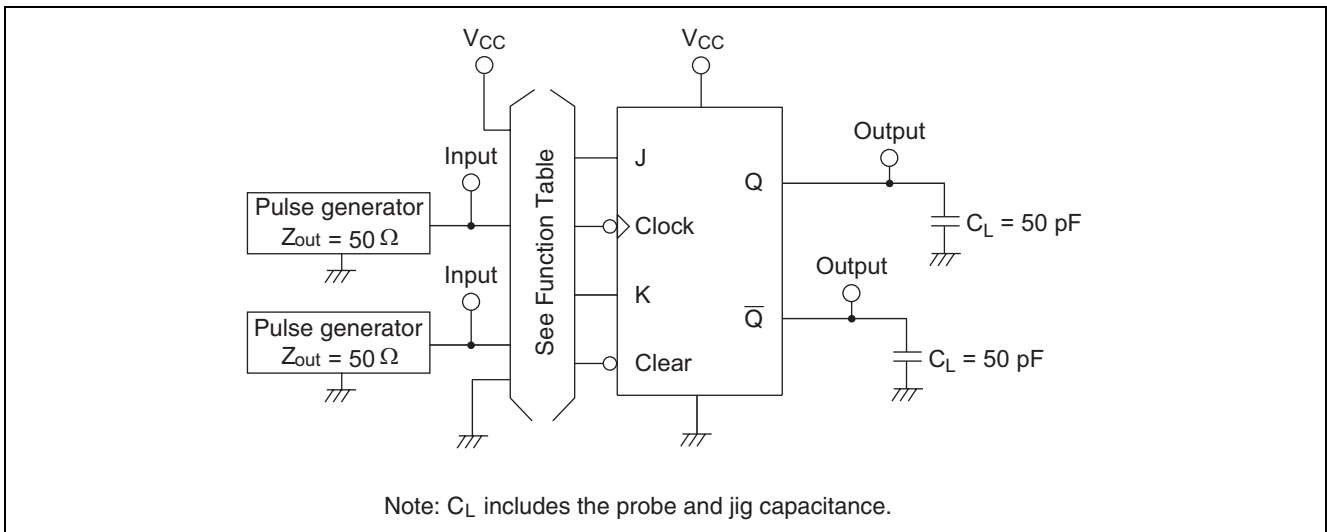 VCC
VCC
Output
Input
See Function Table
J
Q
Pulse generator
Zout = 50 Ω
Clock
CL = 50 pF
Input
Output
K
Q̅
Pulse generator
Zout = 50 Ω
Clear
CL = 50 pF
Note: CL includes the probe and jig capacitance.